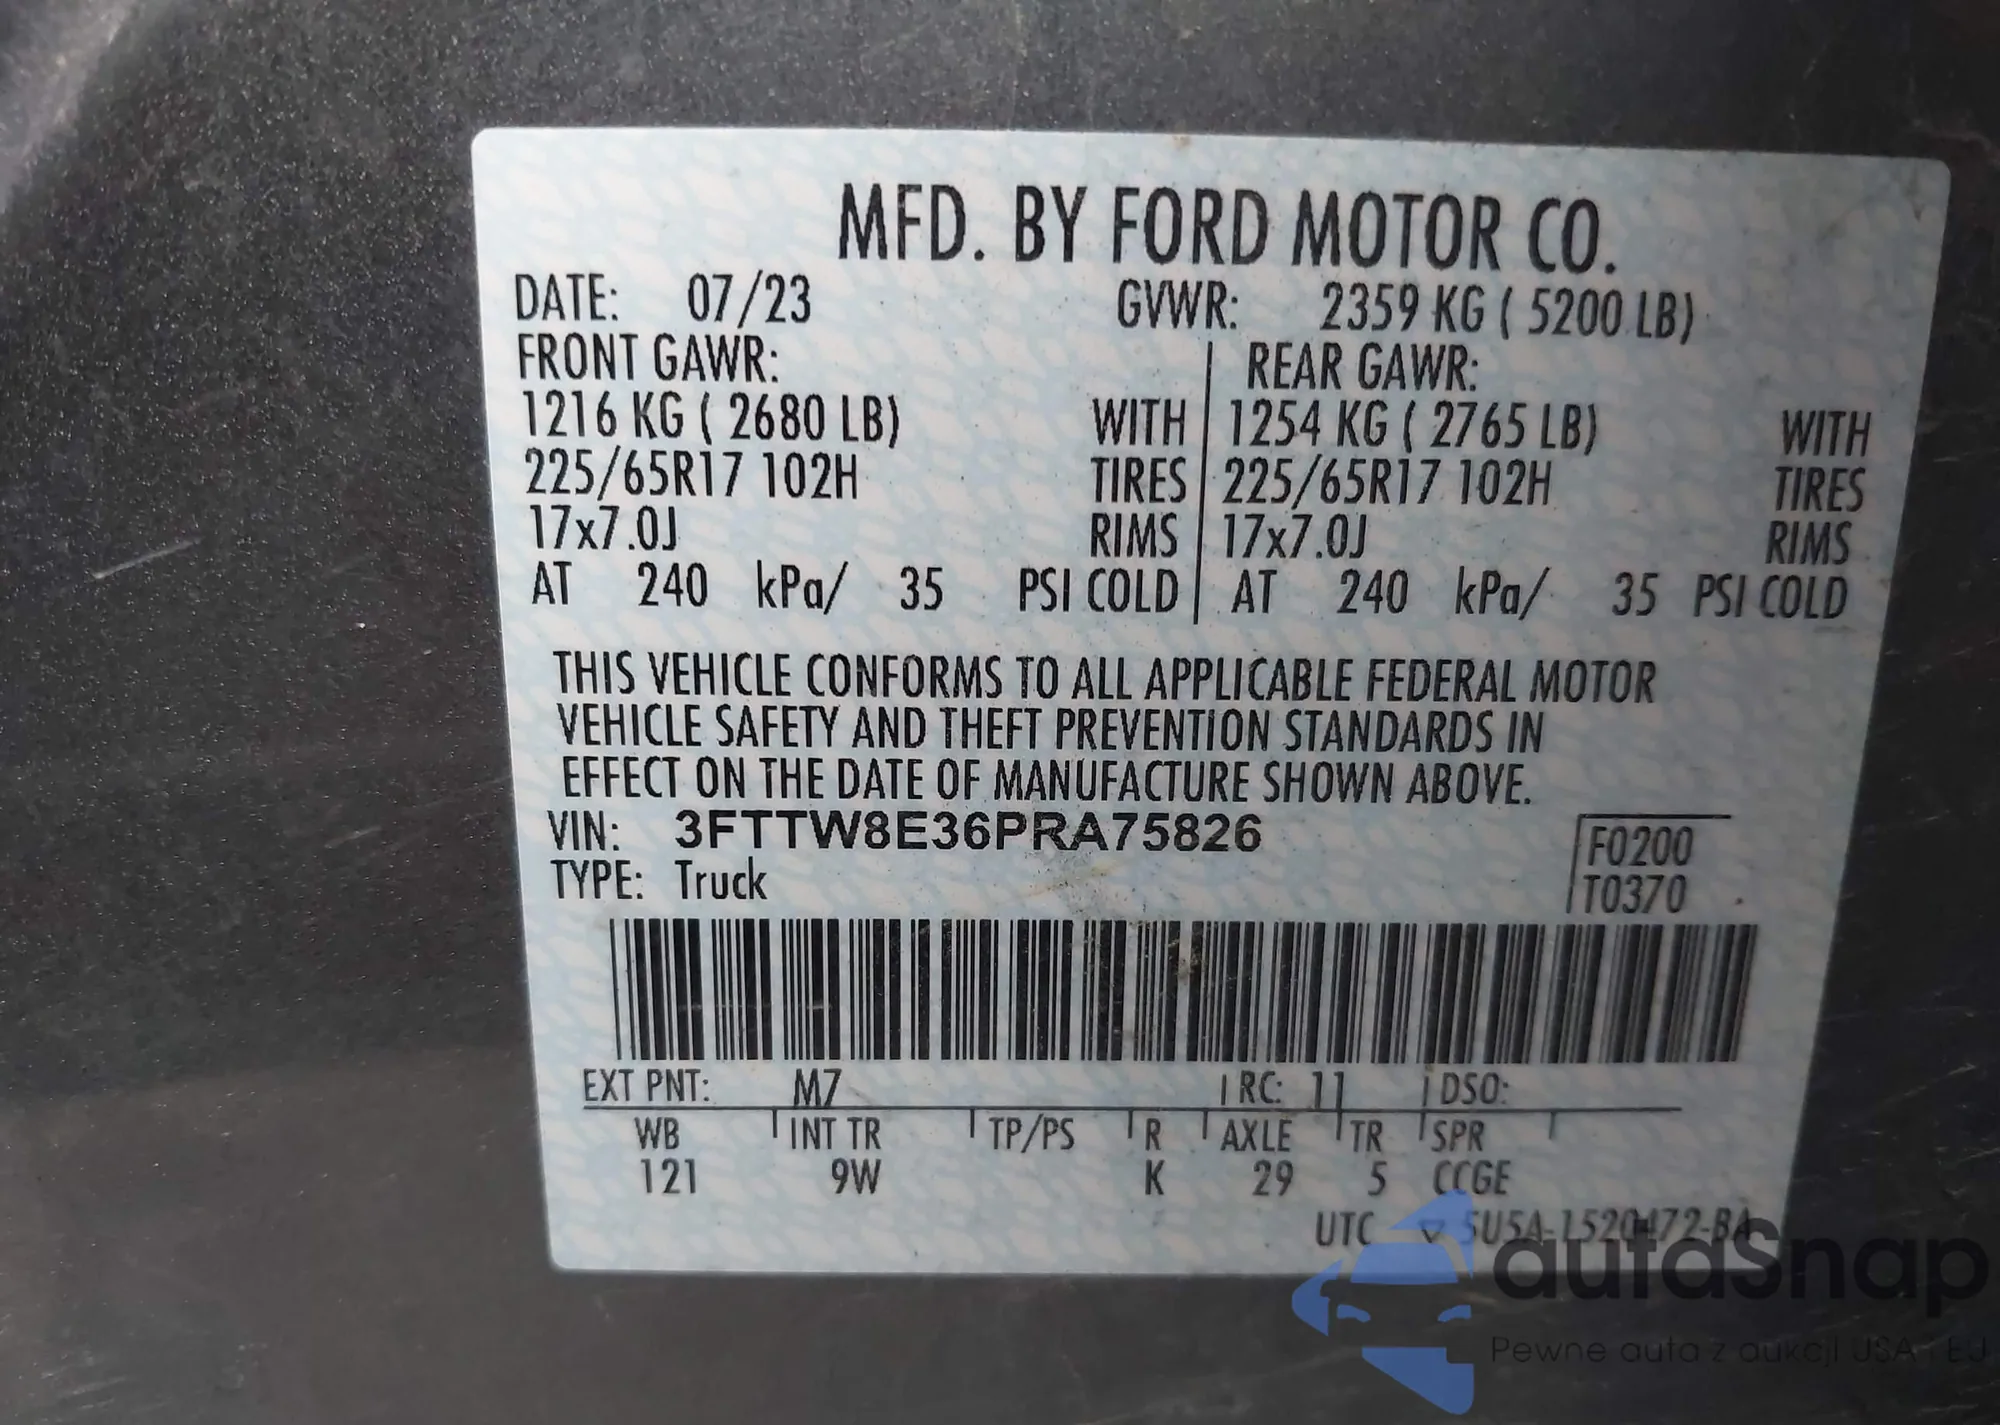 MFD. BY FORD MOTOR CO.
DATE: 07/23 GVWR: 2359 KG ( 5200 LB)
FRONT GAWR: REAR GAWR:
1216 KG ( 2680 LB) WITH 1254 KG ( 2765 LB) WITH
225/65R17 102H TIRES 225/65R17 102H TIRES
17x7.0J RIMS 17x7.0J RIMS
AT 240 kPa/ 35 PSI COLD AT 240 kPa/ 35 PSI COLD
THIS VEHICLE CONFORMS TO ALL APPLICABLE FEDERAL MOTOR
VEHICLE SAFETY AND THEFT PREVENTION STANDARDS IN
EFFECT ON THE DATE OF MANUFACTURE SHOWN ABOVE.
VIN: 3FTTW8E36PRA75826 F0200
TYPE: Truck T0370
EXT PNT: M7 RC: 11 DSO:
WB INT TR TP/PS R AXLE TR SPR
121 9W K 29 5 CCGE
UTC ▽ 5U5A-1520472-BA
autaSnap
Pewne auta z aukcji USA i EU